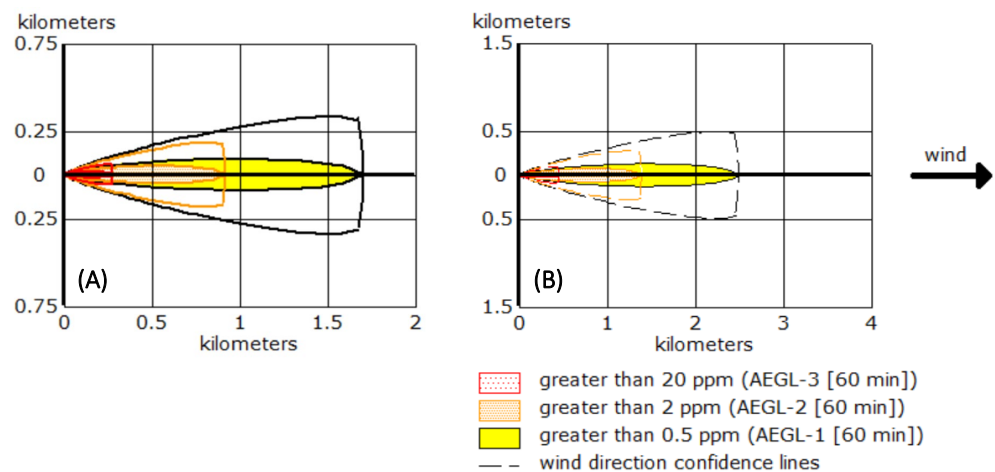 kilometers
0.75
0.25
0
0.25
0.75
(A)
0 0.5 1 1.5 2
kilometers
kilometers
1.5
0.5
0
0.5
1.5
(B)
0 1 2 3 4
kilometers
wind
greater than 20 ppm (AEGL-3 [60 min])
greater than 2 ppm (AEGL-2 [60 min])
greater than 0.5 ppm (AEGL-1 [60 min])
wind direction confidence lines